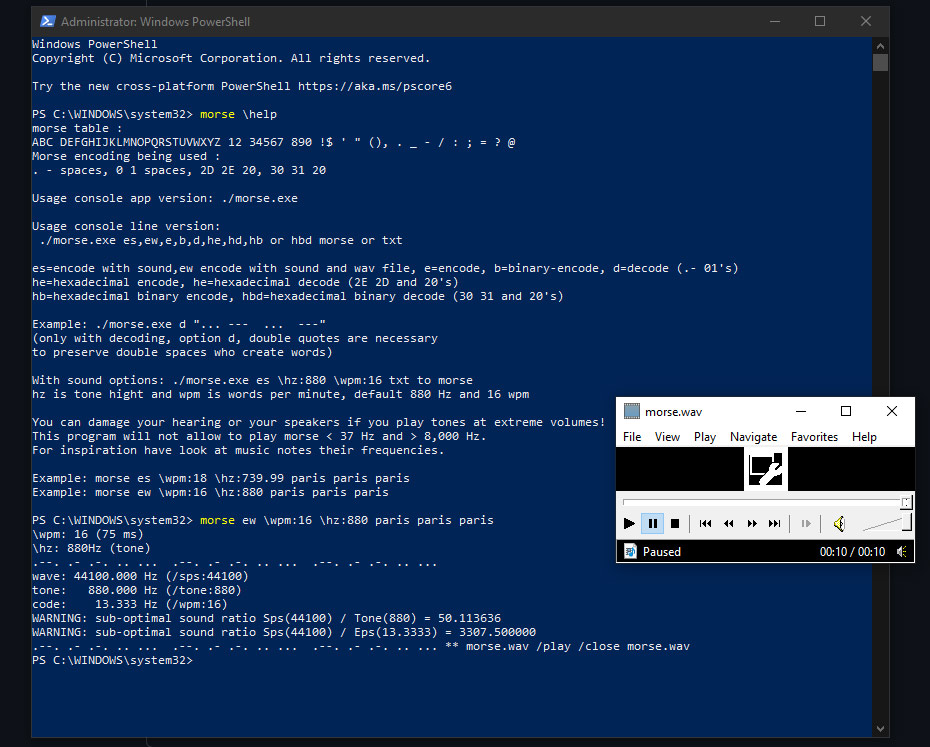 Administrator: Windows PowerShell
Windows PowerShell
Copyright (C) Microsoft Corporation. All rights reserved.
Try the new cross-platform PowerShell https://aka.ms/pscore6
PS C:\WINDOWS\system32> morse \help
morse table :
ABC DEFGHIJKLMNOPQRSTUVWXYZ 12 34567 890 !$ ' " (), . _ - / : ; = ? @
Morse encoding being used :
. - spaces, 0 1 spaces, 2D 2E 20, 30 31 20
Usage console app version: ./morse.exe
Usage console line version:
./morse.exe es,ew,e,b,d,he,hd,hb or hbd morse or txt
es=encode with sound,ew encode with sound and wav file, e=encode, b=binary-encode, d=decode (.- 01's)
he=hexadecimal encode, he=hexadecimal decode (2E 2D and 20's)
hb=hexadecimal binary encode, hbd=hexadecimal binary decode (30 31 and 20's)
Example: ./morse.exe d "... ---  ...  ---"
(only with decoding, option d, double quotes are necessary
to preserve double spaces who create words)
With sound options: ./morse.exe es \hz:880 \wpm:16 txt to morse
hz is tone hight and wpm is words per minute, default 880 Hz and 16 wpm
You can damage your hearing or your speakers if you play tones at extreme volumes!
This program will not allow to play morse < 37 Hz and > 8,000 Hz.
For inspiration have look at music notes their frequencies.
Example: morse es \wpm:18 \hz:739.99 paris paris paris
Example: morse ew \wpm:16 \hz:880 paris paris paris
PS C:\WINDOWS\system32> morse ew \wpm:16 \hz:880 paris paris paris
\wpm: 16 (75 ms)
\hz: 880Hz (tone)
.--. .- .-. .. ...  .--. .- .-. .. ...  .--. .- .-. .. ...
wave: 44100.000 Hz (/sps:44100)
tone:   880.000 Hz (/tone:880)
code:    13.333 Hz (/wpm:16)
WARNING: sub-optimal sound ratio Sps(44100) / Tone(880) = 50.113636
WARNING: sub-optimal sound ratio Sps(44100) / Eps(13.3333) = 3307.500000
.--. .- .-. .. ...  .--. .- .-. .. ...  .--. .- .-. .. ... ** morse.wav /play /close morse.wav
PS C:\WINDOWS\system32>
morse.wav
File View Play Navigate Favorites Help
Paused 00:10 / 00:10